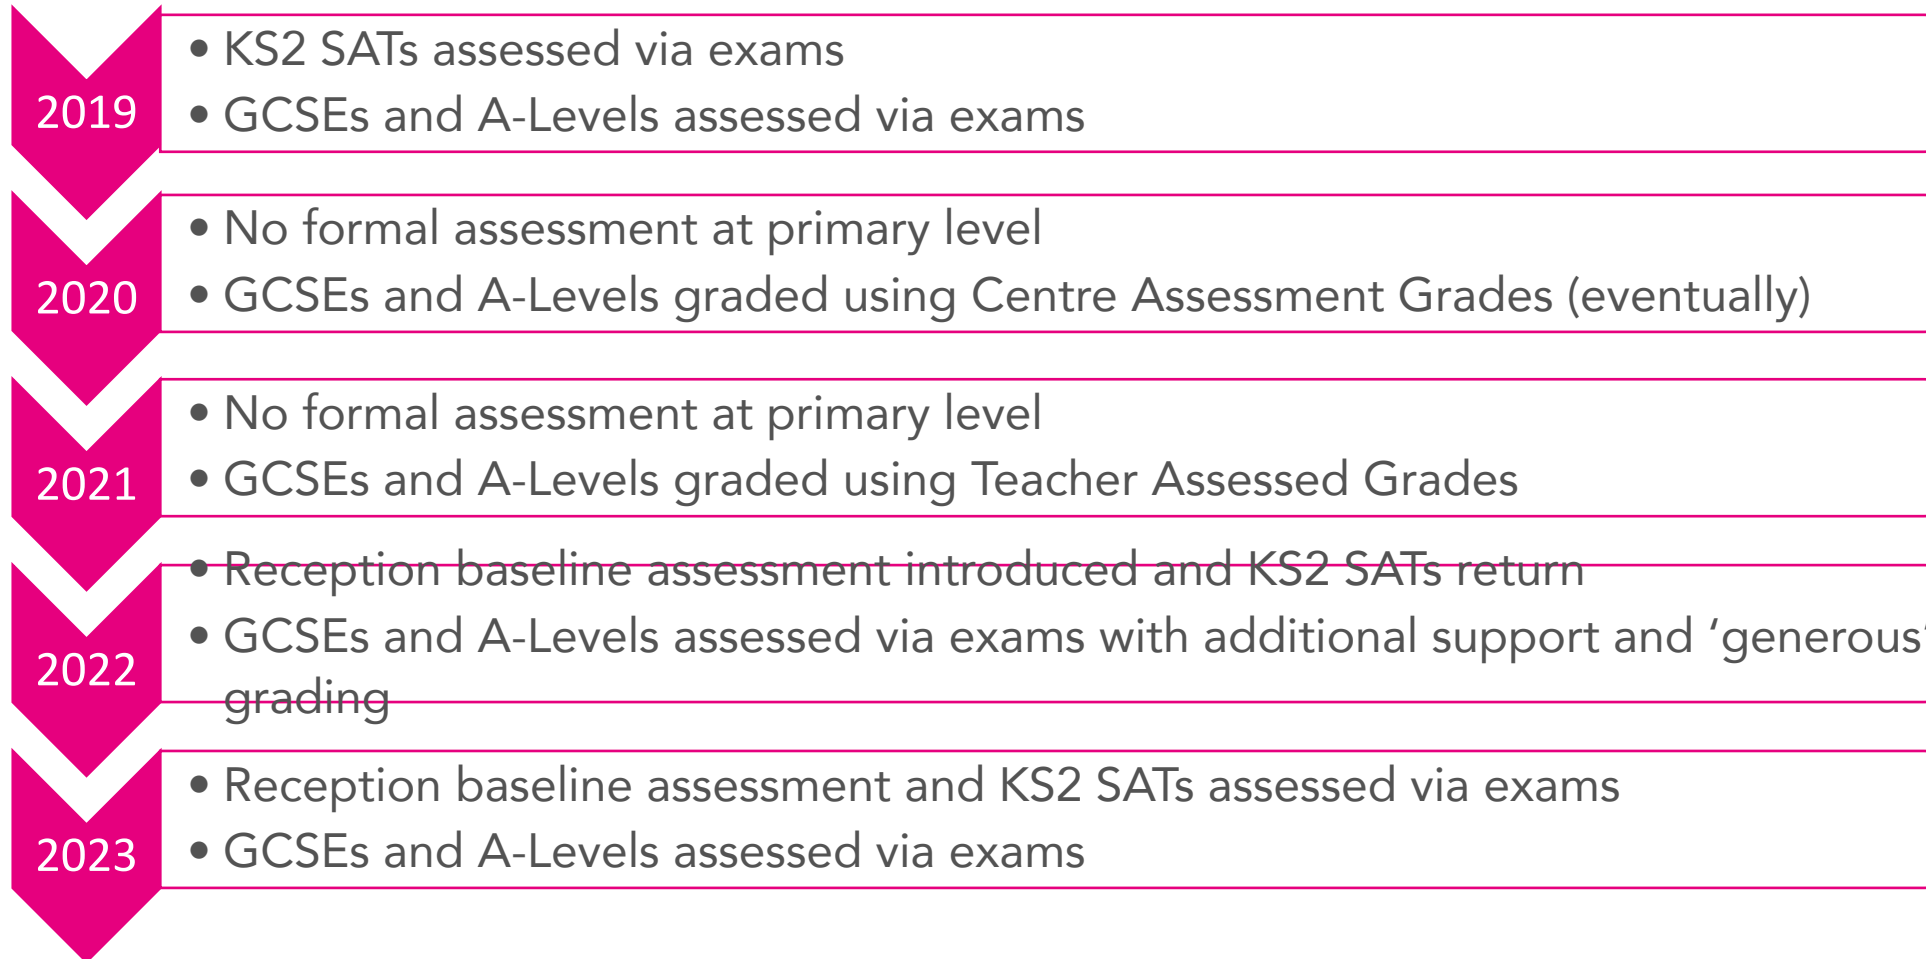 2019
• KS2 SATs assessed via exams
• GCSEs and A-Levels assessed via exams
2020
• No formal assessment at primary level
• GCSEs and A-Levels graded using Centre Assessment Grades (eventually)
2021
• No formal assessment at primary level
• GCSEs and A-Levels graded using Teacher Assessed Grades
2022
• Reception baseline assessment introduced and KS2 SATs return
• GCSEs and A-Levels assessed via exams with additional support and ‘generous’
grading
2023
• Reception baseline assessment and KS2 SATs assessed via exams
• GCSEs and A-Levels assessed via exams